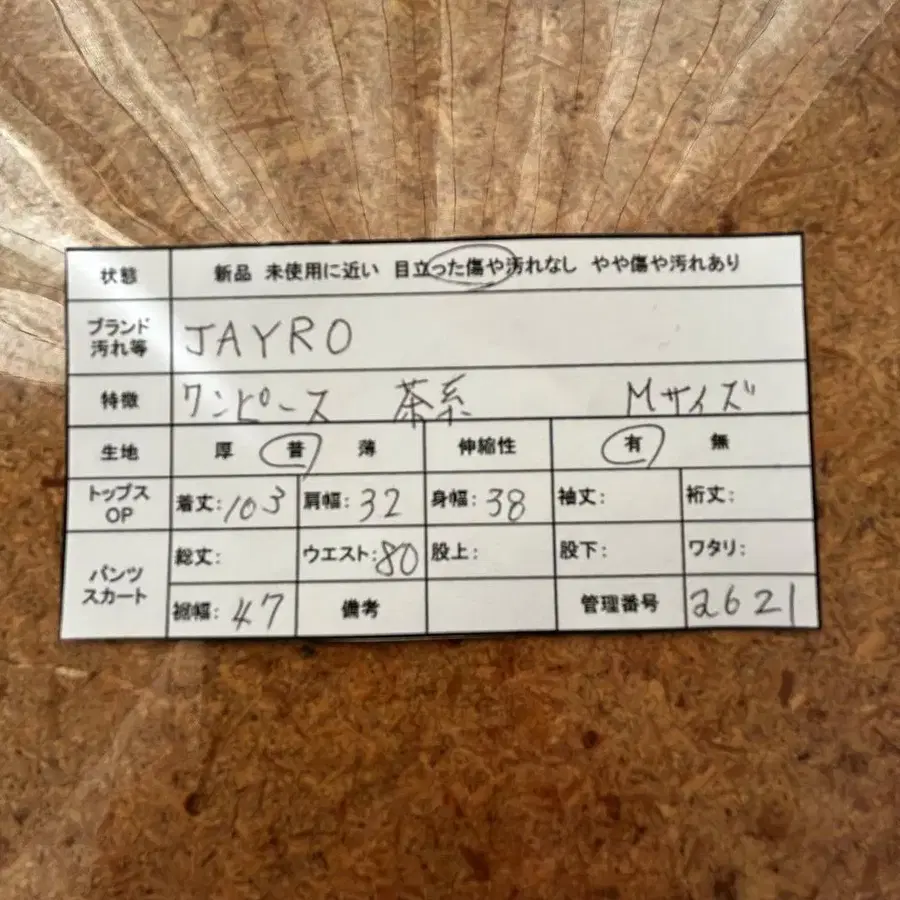 状態 新品 未使用に近い 目立った傷や汚れなし やや傷や汚れあり
ブランド
汚れ等 JAYRO
特徴 ワンピース 茶系 Mサイズ
生地 厚 普 薄 伸縮性 有 無
トップス
OP 着丈:103 肩幅:32 身幅:38 袖丈: 裄丈:
パンツ
スカート 総丈: ウエスト:80 股上: 股下: ワタリ:
裾幅:47 備考 管理番号 2621